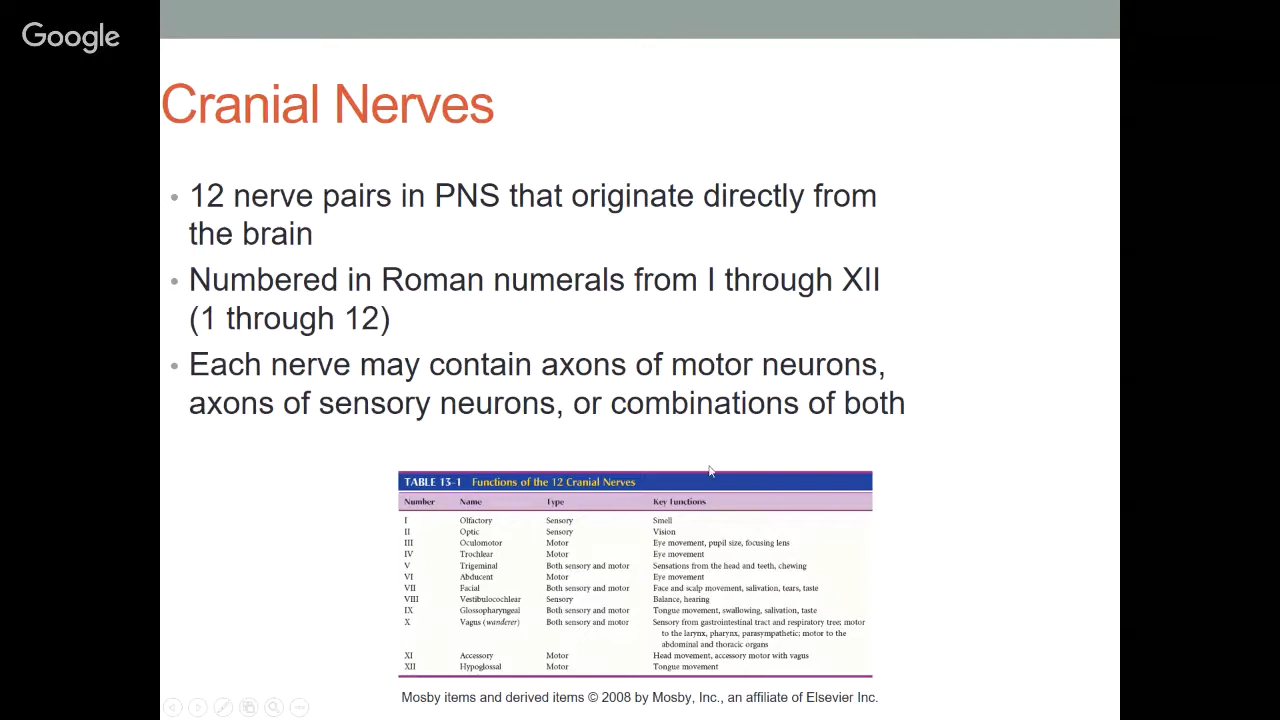 Google
Cranial Nerves
• 12 nerve pairs in PNS that originate directly from
the brain
• Numbered in Roman numerals from I through XII
(1 through 12)
• Each nerve may contain axons of motor neurons,
axons of sensory neurons, or combinations of both
TABLE 13-1 Functions of the 12 Cranial Nerves
Number Name Type Key Functions
I Olfactory Sensory Smell
II Optic Sensory Vision
III Oculomotor Motor Eye movement, pupil size, focusing lens
IV Trochlear Motor Eye movement
V Trigeminal Both sensory and motor Sensations from the head and teeth, chewing
VI Abducent Motor Eye movement
VII Facial Both sensory and motor Face and scalp movement, salivation, tears, taste
VIII Vestibulocochlear Sensory Balance, hearing
IX Glossopharyngeal Both sensory and motor Tongue movement, swallowing, salivation, taste
X Vagus (wanderer) Both sensory and motor Sensory from gastrointestinal tract and respiratory tree; motor
to the larynx, pharynx, parasympathetic; motor to the
abdominal and thoracic organs
XI Accessory Motor Head movement, accessory motor with vagus
XII Hypoglossal Motor Tongue movement
Mosby items and derived items © 2008 by Mosby, Inc., an affiliate of Elsevier Inc.